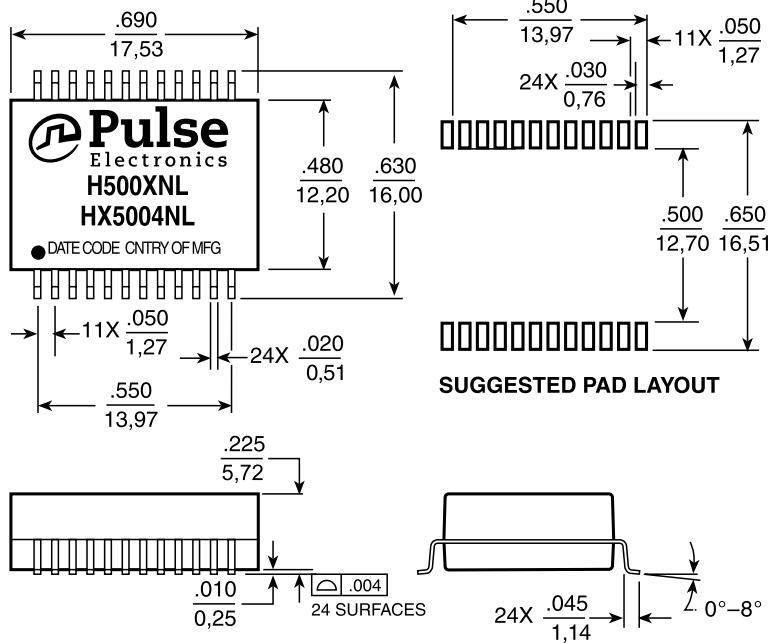 .690
17,53
Pulse
Electronics
H500XNL
HX5004NL
DATE CODE CNTRY OF MFG
.480
12,20
.630
16,00
11X .050
1,27
24X .020
0,51
.550
13,97
.550
13,97
11X .050
1,27
24X .030
0,76
.500
12,70
.650
16,51
SUGGESTED PAD LAYOUT
.225
5,72
.010
0,25
.004
24 SURFACES
24X .045
1,14
0°–8°